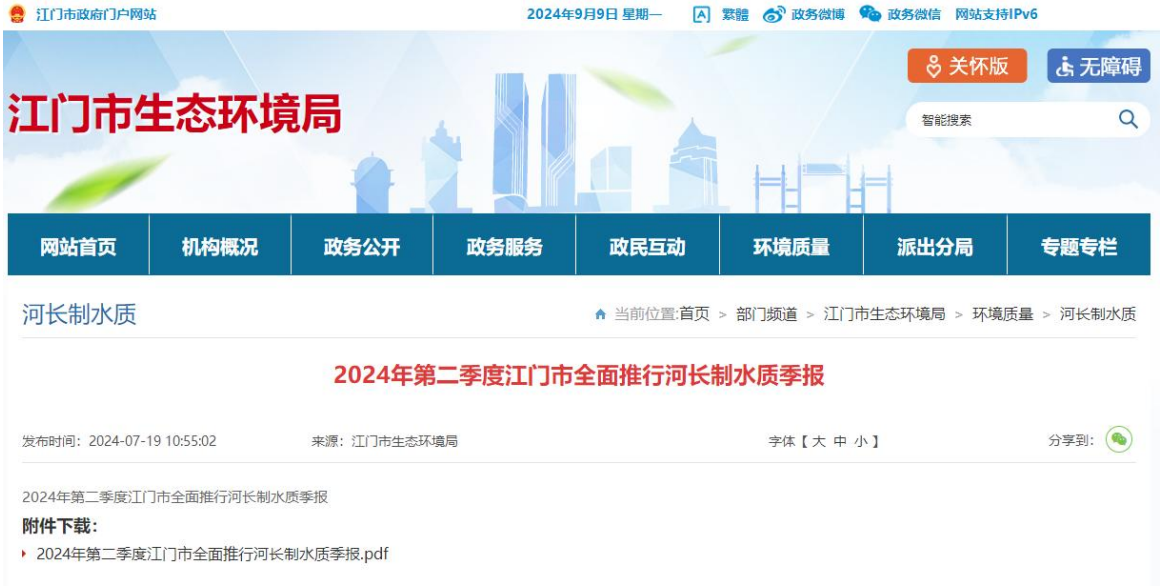 江门市政府门户网站 2024年9月9日 星期一 繁體 政务微博 政务微信 网站支持IPv6
关怀版 无障碍
江门市生态环境局
智能搜索
网站首页 机构概况 政务公开 政务服务 政民互动 环境质量 派出分局 专题专栏
河长制水质 当前位置:首页 > 部门频道 > 江门市生态环境局 > 环境质量 > 河长制水质
2024年第二季度江门市全面推行河长制水质季报
发布时间：2024-07-19 10:55:02 来源：江门市生态环境局 字体【 大 中 小 】 分享到：
2024年第二季度江门市全面推行河长制水质季报
附件下载：
2024年第二季度江门市全面推行河长制水质季报.pdf